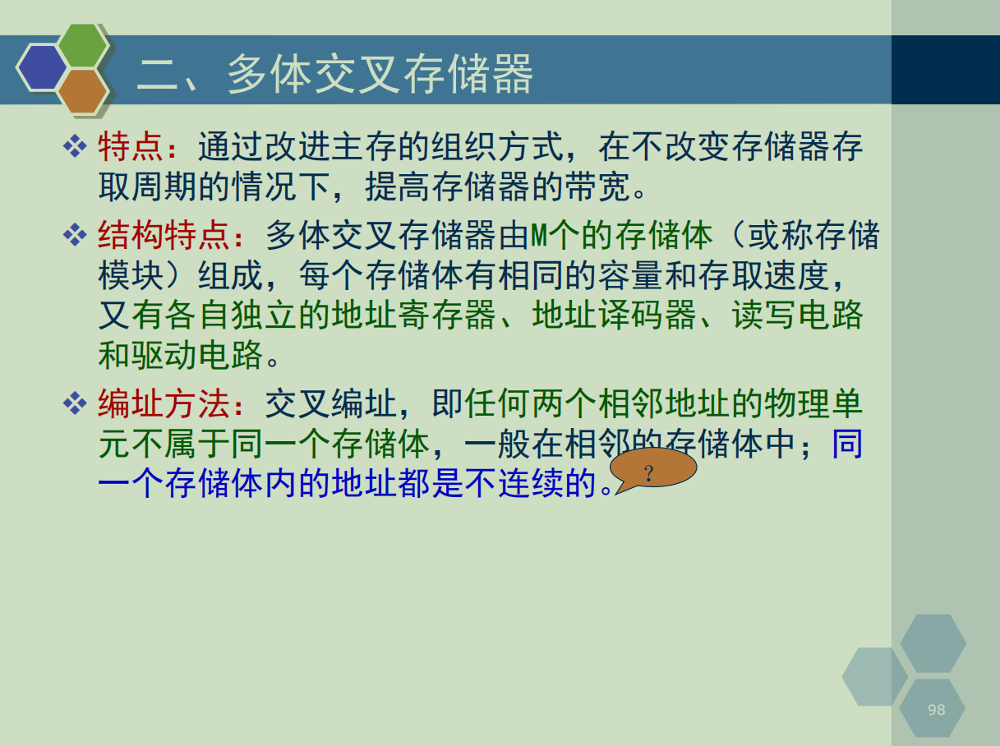 二、多体交叉存储器
特点：通过改进主存的组织方式，在不改变存储器存
取周期的情况下，提高存储器的带宽。
结构特点：多体交叉存储器由M个的存储体（或称存储
模块）组成，每个存储体有相同的容量和存取速度，
又有各自独立的地址寄存器、地址译码器、读写电路
和驱动电路。
编址方法：交叉编址，即任何两个相邻地址的物理单
元不属于同一个存储体，一般在相邻的存储体中；同
一个存储体内的地址都是不连续的。
？
98